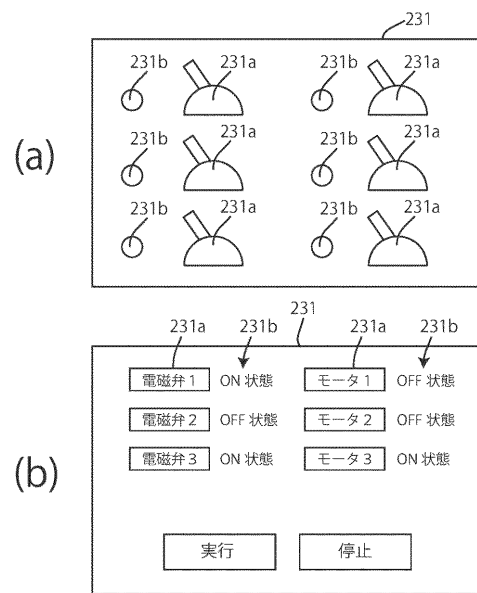 231
231b 231a 231b 231a
(a)
231b 231a 231b 231a
231b 231a 231b 231a
231
231a 231b 231a 231b
電磁弁1 ON 状態 モータ1 OFF 状態
電磁弁2 OFF 状態 モータ2 OFF 状態
(b)
電磁弁3 ON 状態 モータ3 ON 状態
実行 停止